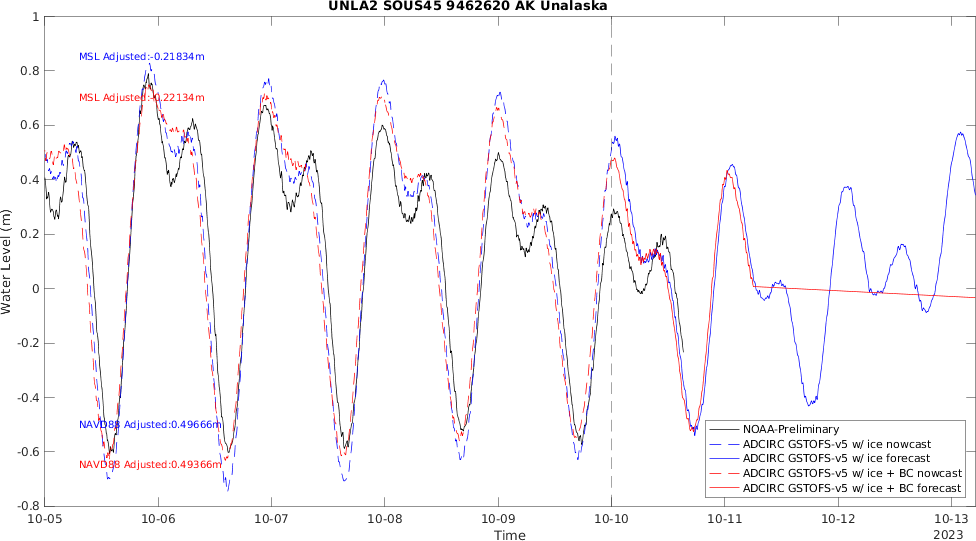 UNLA2 SOUS45 9462620 AK Unalaska
1
0.8
0.6
0.4
0.2
0
-0.2
-0.4
-0.6
-0.8
Water Level (m)
MSL Adjusted:-0.21834m
MSL Adjusted:-0.22134m
NAVD88 Adjusted:0.49666m
NAVD88 Adjusted:0.49366m
NOAA-Preliminary
ADCIRC GSTOFS-v5 w/ ice nowcast
ADCIRC GSTOFS-v5 w/ ice forecast
ADCIRC GSTOFS-v5 w/ ice + BC nowcast
ADCIRC GSTOFS-v5 w/ ice + BC forecast
10-05 10-06 10-07 10-08 10-09 10-10 10-11 10-12 10-13
Time
2023